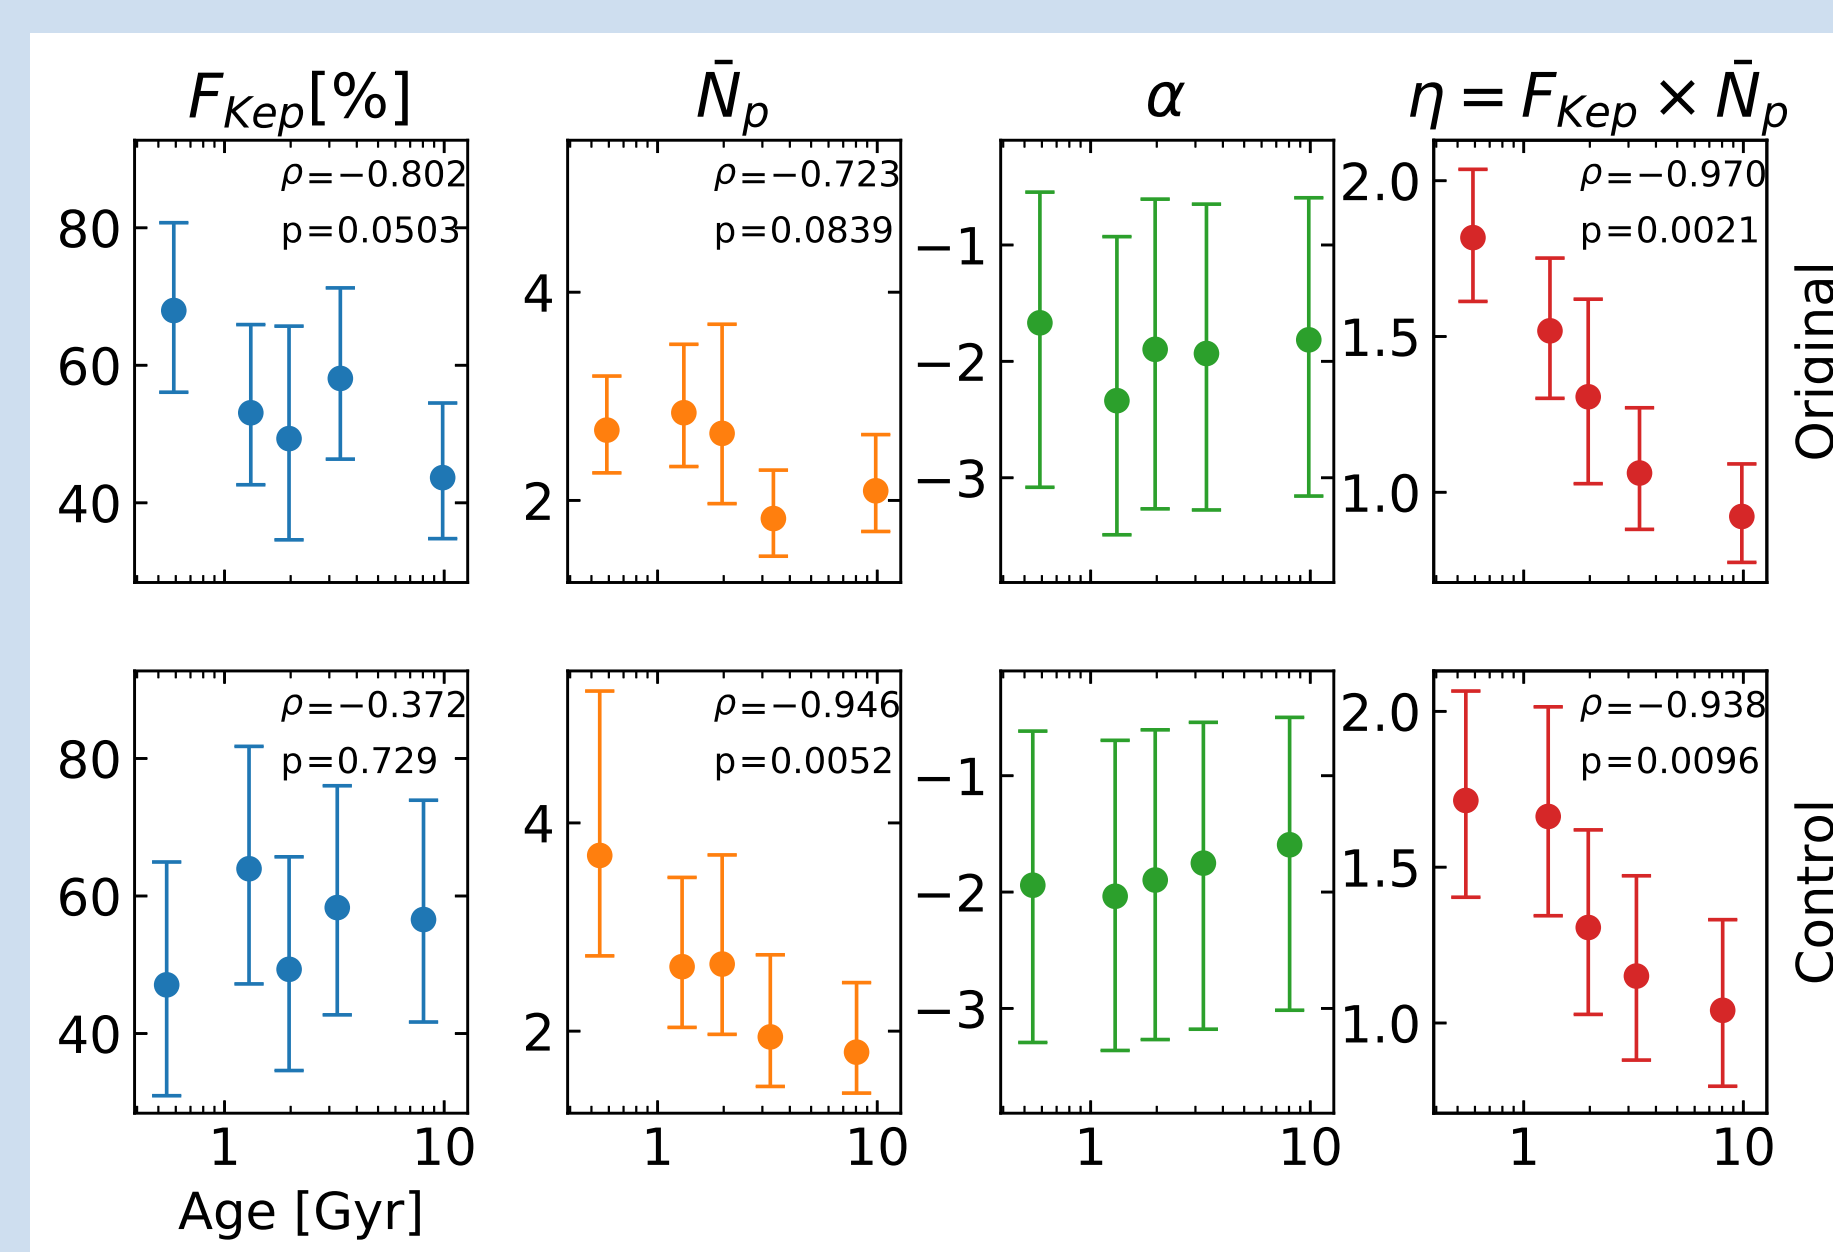 F_Kep[%]
N̄_p
α
η = F_Kep × N̄_p
80
60
40
ρ=−0.802
p=0.0503
4
2
ρ=−0.723
p=0.0839
−1
−2
−3
2.0
1.5
1.0
ρ=−0.970
p=0.0021
Original
80
60
40
ρ=−0.372
p=0.729
4
2
ρ=−0.946
p=0.0052
−1
−2
−3
2.0
1.5
1.0
ρ=−0.938
p=0.0096
Control
1 10
1 10
1 10
1 10
Age [Gyr]